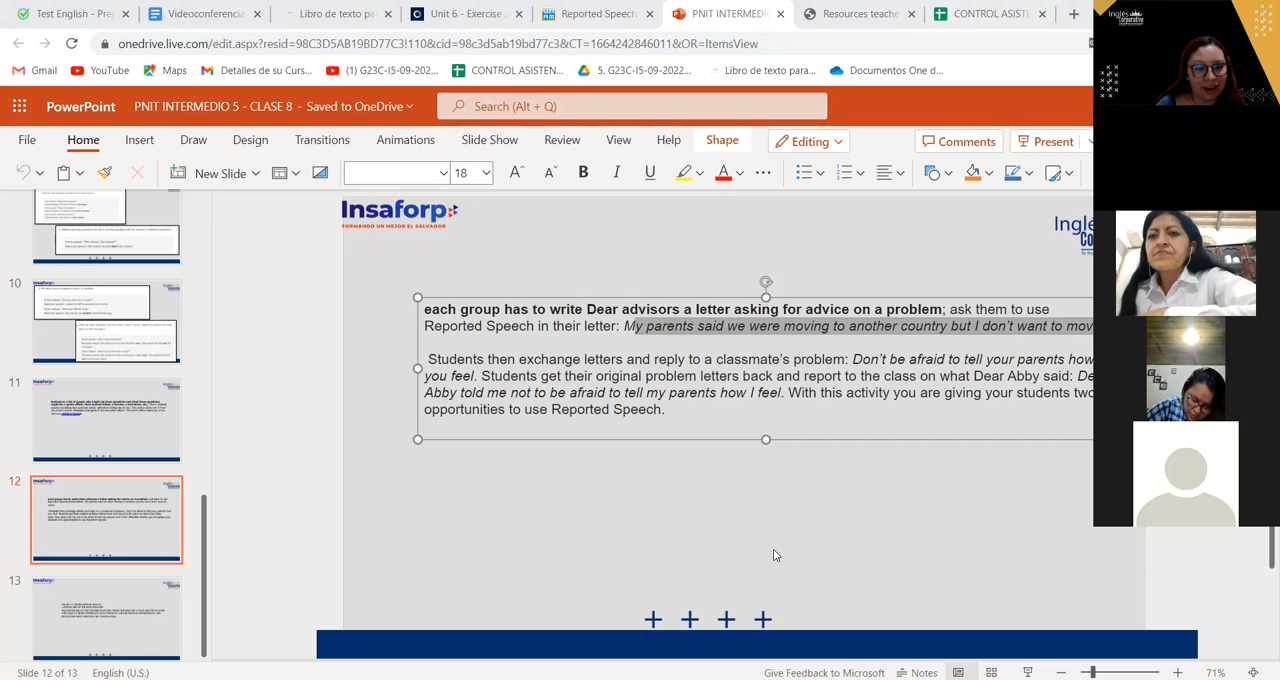 Test English - Prep
Videoconferencia
Libro de texto pa
Unit 6 - Exercise
Reported Speech
PNIT INTERMEDI
Resources teache
CONTROL ASISTE
onedrive.live.com/edit.aspx?resid=98C3D5AB19BD77C3!110&cid=98c3d5ab19bd77c3&CT=1664242846011&OR=ItemsView
Gmail
YouTube
Maps
Detalles de su Curs...
(1) G23C-I5-09-202...
CONTROL ASISTEN...
5. G23C-I5-09-2022...
Libro de texto para...
Documentos One d...
PowerPoint
PNIT INTERMEDIO 5 - CLASE 8 - Saved to OneDrive
Search (Alt + Q)
File Home Insert Draw Design Transitions Animations Slide Show Review View Help Shape Editing Comments Present
New Slide
18
B I U
Insaforp
FORMANDO UN MEJOR EL SALVADOR
Inglés
each group has to write Dear advisors a letter asking for advice on a problem; ask them to use
Reported Speech in their letter: My parents said we were moving to another country but I don't want to mov
Students then exchange letters and reply to a classmate's problem: Don't be afraid to tell your parents how
you feel. Students get their original problem letters back and report to the class on what Dear Abby said: De
Abby told me not to be afraid to tell my parents how I feel. With this activity you are giving your students two
opportunities to use Reported Speech.
10
11
12
13
Insaforp
Insaforp
Insaforp
Inglés
Corporativo
Slide 12 of 13
English (U.S.)
Give Feedback to Microsoft
Notes
71%